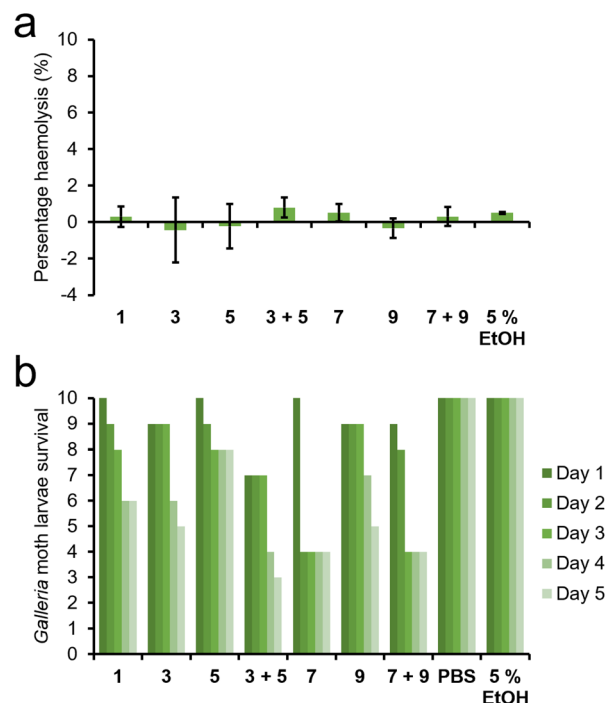 a
Persentage haemolysis (%)
10
8
6
4
2
0
-2
-4
1 3 5 3 + 5 7 9 7 + 9 5 %
EtOH
b
Galleria moth larvae survival
10
9
8
7
6
5
4
3
2
1
0
1 3 5 3 + 5 7 9 7 + 9 PBS 5 %
EtOH
Day 1
Day 2
Day 3
Day 4
Day 5